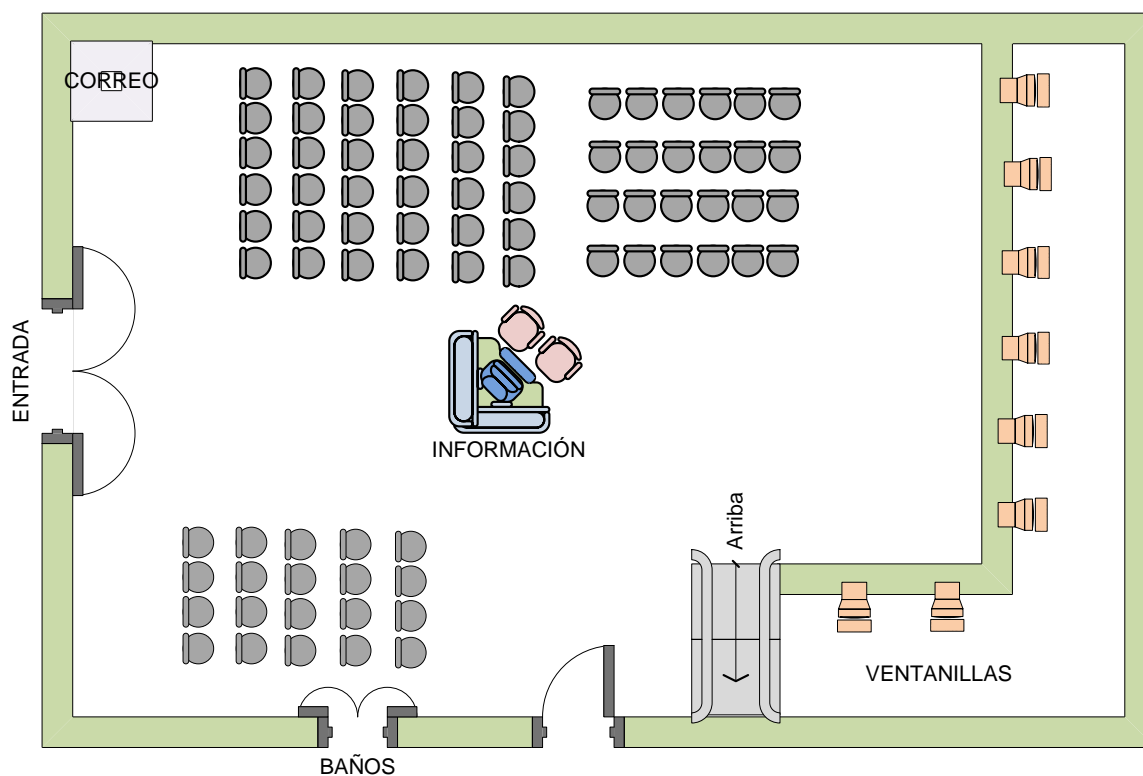 CORREO
ENTRADA
INFORMACIÓN
Arriba
VENTANILLAS
BAÑOS